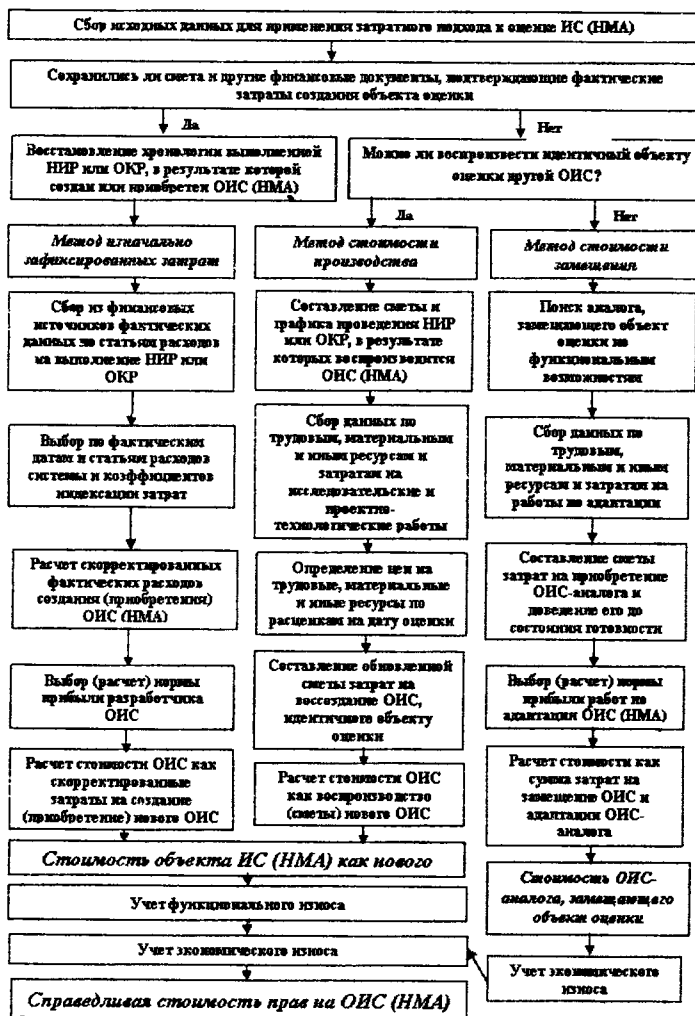 Сбор исходных данных для применения затратного подхода к оценке ИС (НМА)
Сохранились ли смета и другие финансовые документы, подтверждающие фактические
затраты создания объекта оценки
Да
Нет
Восстановление хронологии выполненной
НИР или ОКР, в результате которой
создан или приобретен ОИС (НМА)
Можно ли воспроизвести идентичный объекту
оценки другой ОИС?
Да
Нет
Метод изначально
зафиксированных затрат
Метод стоимости
производства
Метод стоимости
замещения
Сбор из финансовых
источников фактических
данных по статьям расходов
на выполнение НИР или
ОКР
Составление сметы и
графика проведения НИР
или ОКР, в результате
которых воспроизводится
ОИС (НМА)
Поиск аналога,
замещающего объект
оценки по
функциональным
возможностям
Выбор по фактическим
датам и статьям расходов
системы и коэффициентов
индексации затрат
Сбор данных по
трудовым, материальным
и иным ресурсам и
затратам на
исследовательские и
проектно-
технологические работы
Сбор данных по
трудовым,
материальным и иным
ресурсам и затратам на
работы по адаптации
Расчет скорректированных
фактических расходов
создания (приобретения)
ОИС (НМА)
Определение цен на
трудовые, материальные
и иные ресурсы по
расценкам на дату оценки
Составление сметы
затрат на приобретение
ОИС-аналога и
доведение его до
состояния готовности
Выбор (расчет) нормы
прибыли разработчика
ОИС
Составление обновленной
сметы затрат на
воссоздание ОИС,
идентичного объекту
оценки
Выбор (расчет) нормы
прибыли работ по
адаптации ОИС (НМА)
Расчет стоимости ОИС как
скорректированные
затраты на создание
(приобретение) нового ОИС
Расчет стоимости ОИС
как воспроизводство
(сметы) нового ОИС
Расчет стоимости как
сумма затрат на
замещение ОИС и
адаптации ОИС-
аналога
Стоимость объекта ИС (НМА) как нового
Стоимость ОИС-
аналога, замещающего
объект оценки
Учет функционального износа
Учет экономического износа
Учет экономического
износа
Справедливая стоимость прав на ОИС (НМА)